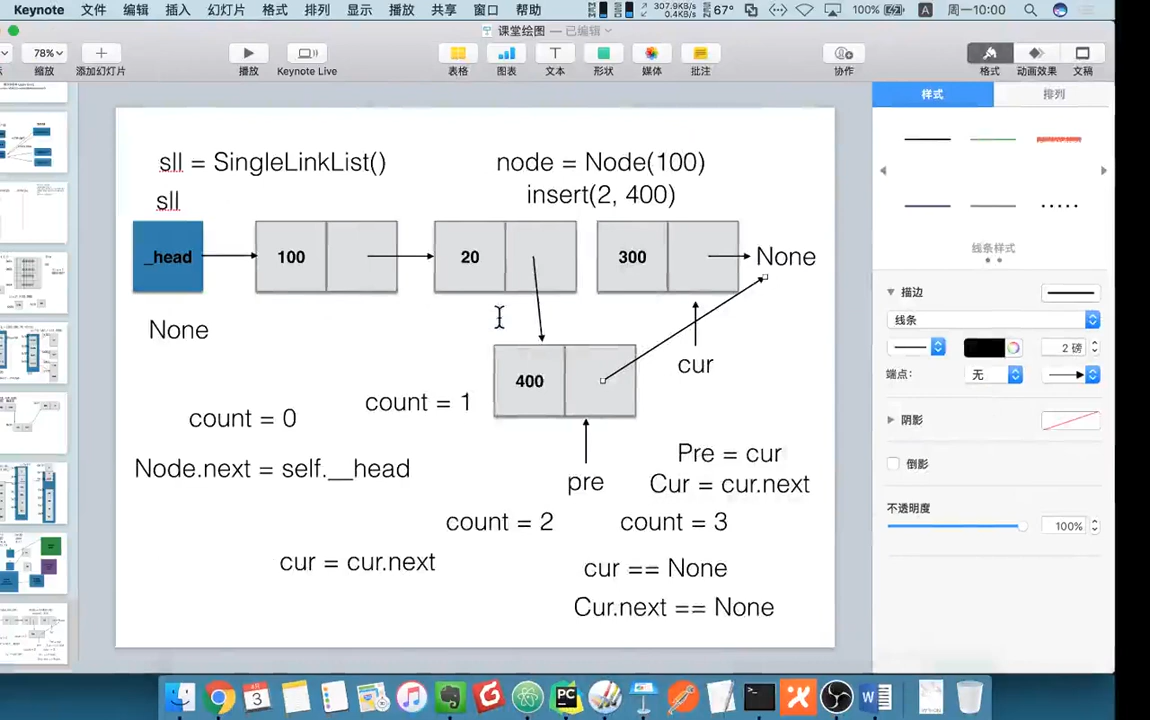 Keynote 文件 编辑 插入 幻灯片 格式 排列 显示 播放 共享 窗口 帮助 307.9KB/s 0.4KB/s 67° 100% A 周一10:00
课堂绘图 — 已编辑
78%
缩放 添加幻灯片 播放 Keynote Live 表格 图表 文本 形状 媒体 批注 协作 格式 动画效果 文稿
样式 排列
sll = SingleLinkList()
node = Node(100)
sll
insert(2, 400)
_head 100 20 300 None
None
cur
400
count = 1
count = 0
Pre = cur
Node.next = self.__head
pre
Cur = cur.next
count = 2
count = 3
cur = cur.next
cur == None
Cur.next == None
线条样式
描边
线条
2 磅
端点: 无
阴影
倒影
不透明度
100%
3
PC
W